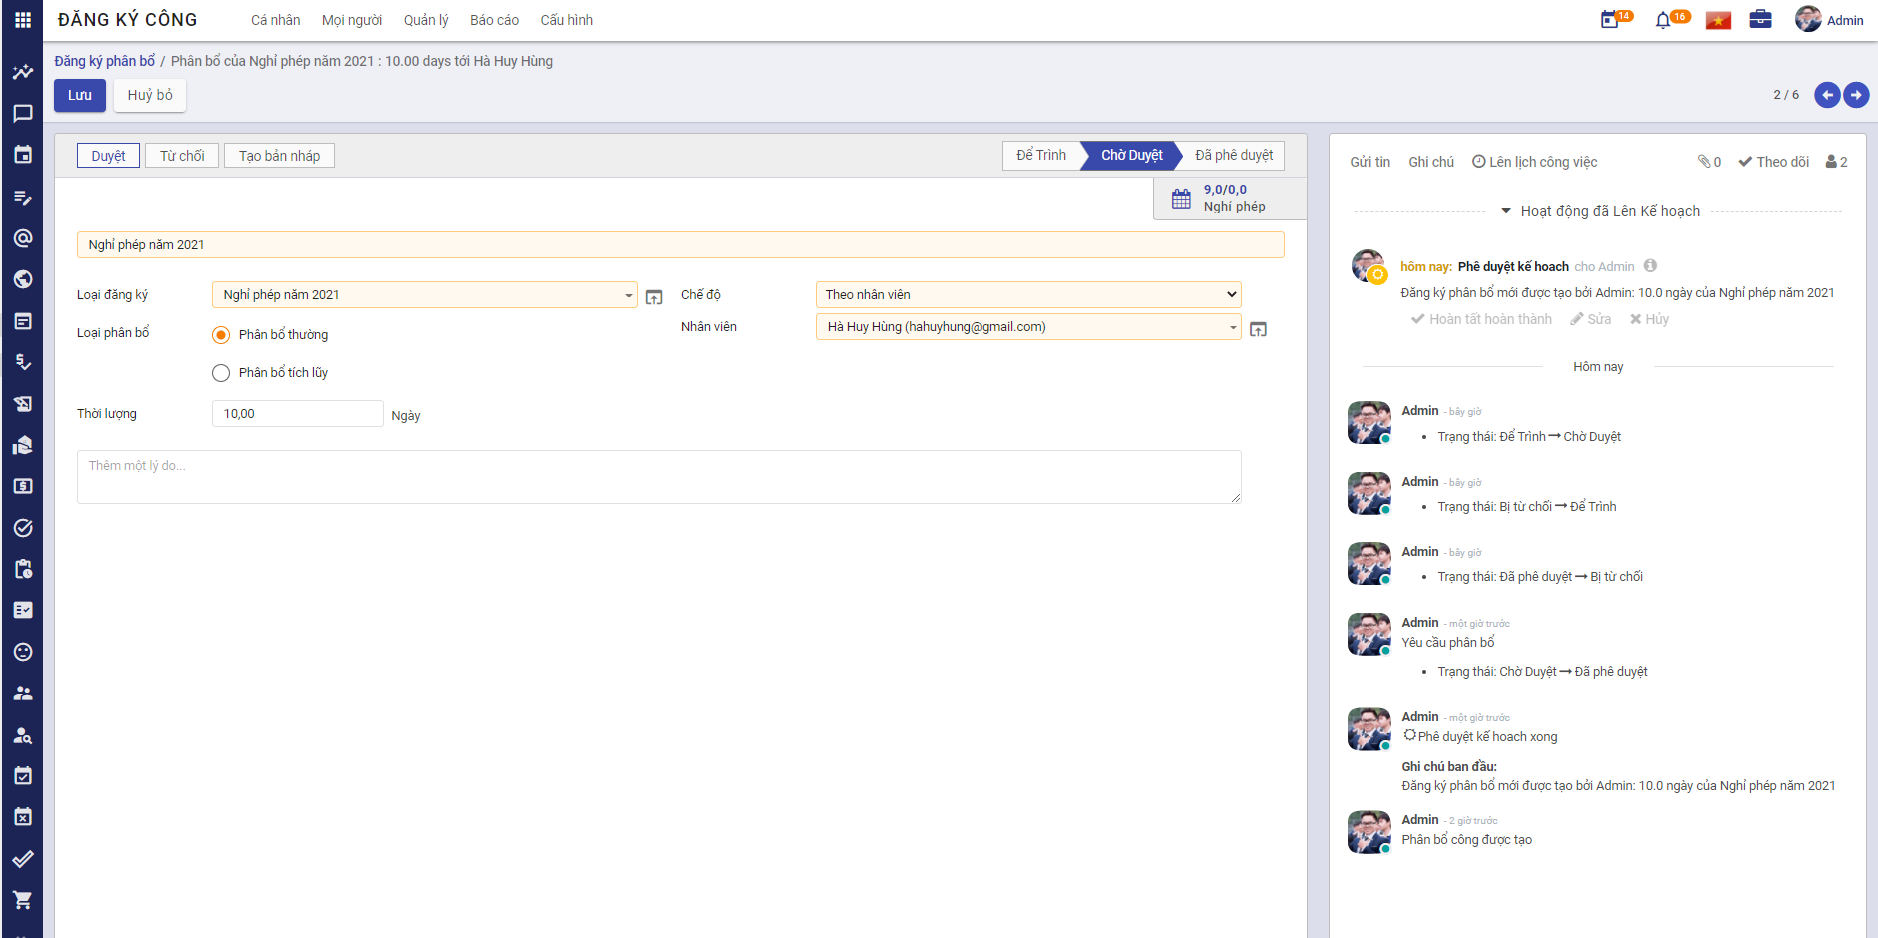 ĐĂNG KÝ CÔNG
Cá nhân Mọi người Quản lý Báo cáo Cấu hình
14 16 Admin
Đăng ký phân bổ / Phân bổ của Nghỉ phép năm 2021 : 10.00 days tới Hà Huy Hùng
Lưu Huỷ bỏ
2 / 6
Duyệt Từ chối Tạo bản nháp
Để Trình Chờ Duyệt Đã phê duyệt
9,0/0,0
Nghỉ phép
Nghỉ phép năm 2021
Loại đăng ký Nghỉ phép năm 2021
Chế độ Theo nhân viên
Loại phân bổ Phân bổ thường
Nhân viên Hà Huy Hùng (hahuyhung@gmail.com)
Phân bổ tích lũy
Thời lượng 10,00 Ngày
Thêm một lý do...
Gửi tin Ghi chú Lên lịch công việc 0 Theo dõi 2
Hoạt động đã Lên Kế hoạch
hôm nay: Phê duyệt kế hoach cho Admin
Đăng ký phân bổ mới được tạo bởi Admin: 10.0 ngày của Nghỉ phép năm 2021
Hoàn tất hoàn thành Sửa Hủy
Hôm nay
Admin - bây giờ
Trạng thái: Để Trình Chờ Duyệt
Admin - bây giờ
Trạng thái: Bị từ chối Để Trình
Admin - bây giờ
Trạng thái: Đã phê duyệt Bị từ chối
Admin - một giờ trước
Yêu cầu phân bổ
Trạng thái: Chờ Duyệt Đã phê duyệt
Admin - một giờ trước
Phê duyệt kế hoach xong
Ghi chú ban đầu:
Đăng ký phân bổ mới được tạo bởi Admin: 10.0 ngày của Nghỉ phép năm 2021
Admin - 2 giờ trước
Phân bổ công được tạo